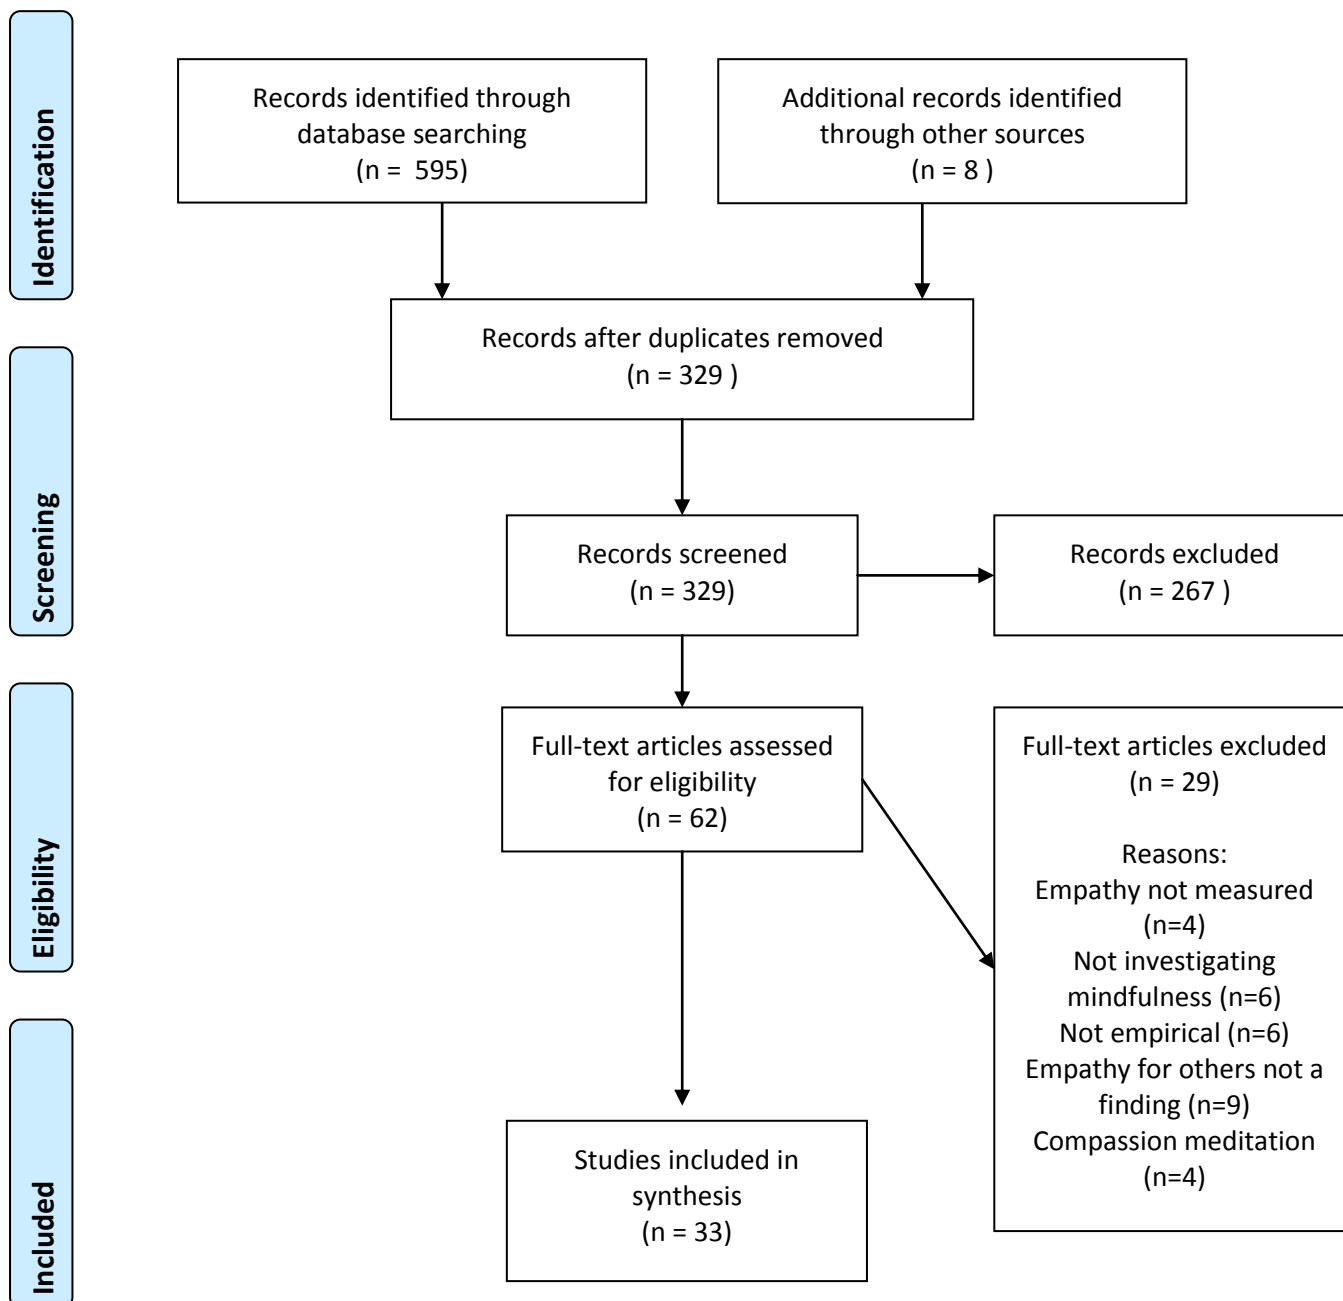 Identification
Records identified through
database searching
(n =  595)
Additional records identified
through other sources
(n = 8 )
Records after duplicates removed
(n = 329 )
Screening
Records screened
(n = 329)
Records excluded
(n = 267 )
Eligibility
Full-text articles assessed
for eligibility
(n = 62)
Full-text articles excluded
(n = 29)
Reasons:
Empathy not measured
(n=4)
Not investigating
mindfulness (n=6)
Not empirical (n=6)
Empathy for others not a
finding (n=9)
Compassion meditation
(n=4)
Included
Studies included in
synthesis
(n = 33)